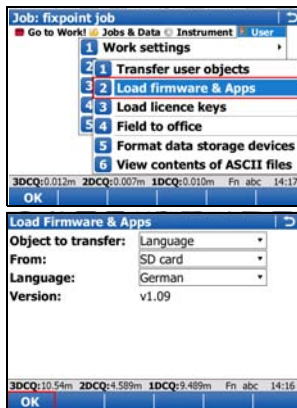 Job: fixpoint job
Go to Work! Jobs & Data Instrument User
1 Work settings
2 1 Transfer user objects
3 2 Load firmware & Apps
4 3 Load licence keys
5 4 Field to office
5 Format data storage devices
6 View contents of ASCII files
3DCQ:0.012m 2DCQ:0.007m 1DCQ:0.010m Fn abc 14:17
OK
Load Firmware & Apps
Object to transfer: Language
From: SD card
Language: German
Version: v1.09
3DCQ:10.54m 2DCQ:4.589m 1DCQ:9.489m Fn abc 14:16
OK